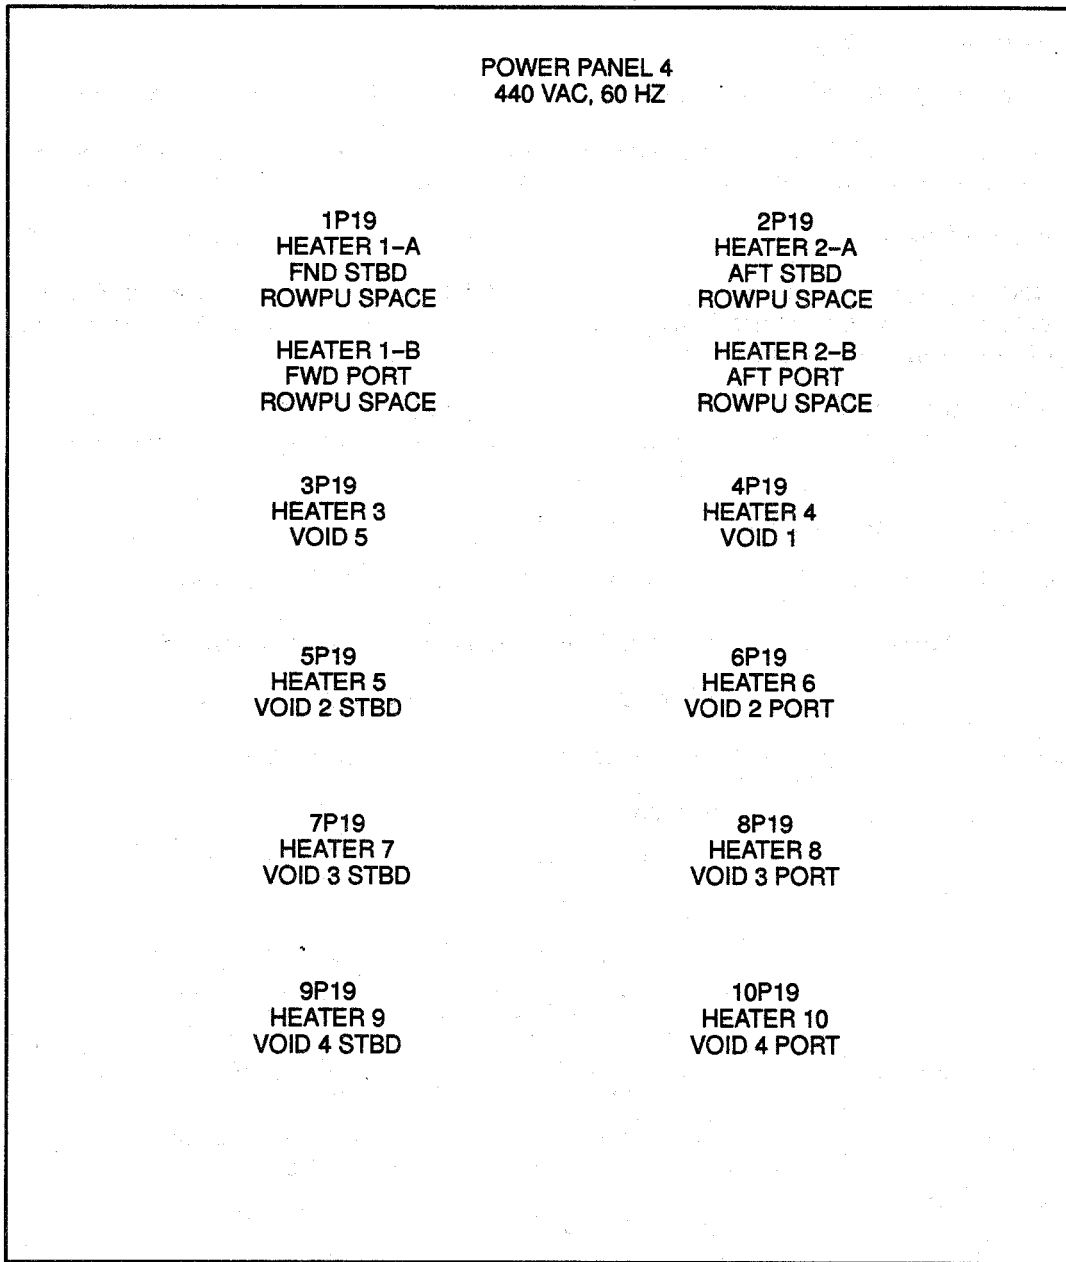 POWER PANEL 4
440 VAC, 60 HZ
1P19
HEATER 1-A
FND STBD
ROWPU SPACE
HEATER 1-B
FWD PORT
ROWPU SPACE
2P19
HEATER 2-A
AFT STBD
ROWPU SPACE
HEATER 2-B
AFT PORT
ROWPU SPACE
3P19
HEATER 3
VOID 5
4P19
HEATER 4
VOID 1
5P19
HEATER 5
VOID 2 STBD
6P19
HEATER 6
VOID 2 PORT
7P19
HEATER 7
VOID 3 STBD
8P19
HEATER 8
VOID 3 PORT
9P19
HEATER 9
VOID 4 STBD
10P19
HEATER 10
VOID 4 PORT